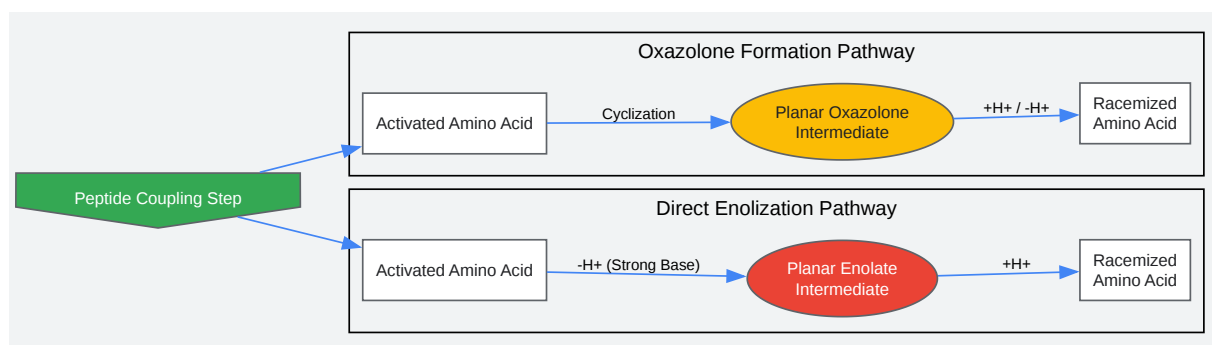 Oxazolone Formation Pathway
Activated Amino Acid
Cyclization
Planar Oxazolone
Intermediate
+H+ / -H+
Racemized
Amino Acid
Peptide Coupling Step
Direct Enolization Pathway
Activated Amino Acid
-H+ (Strong Base)
Planar Enolate
Intermediate
+H+
Racemized
Amino Acid